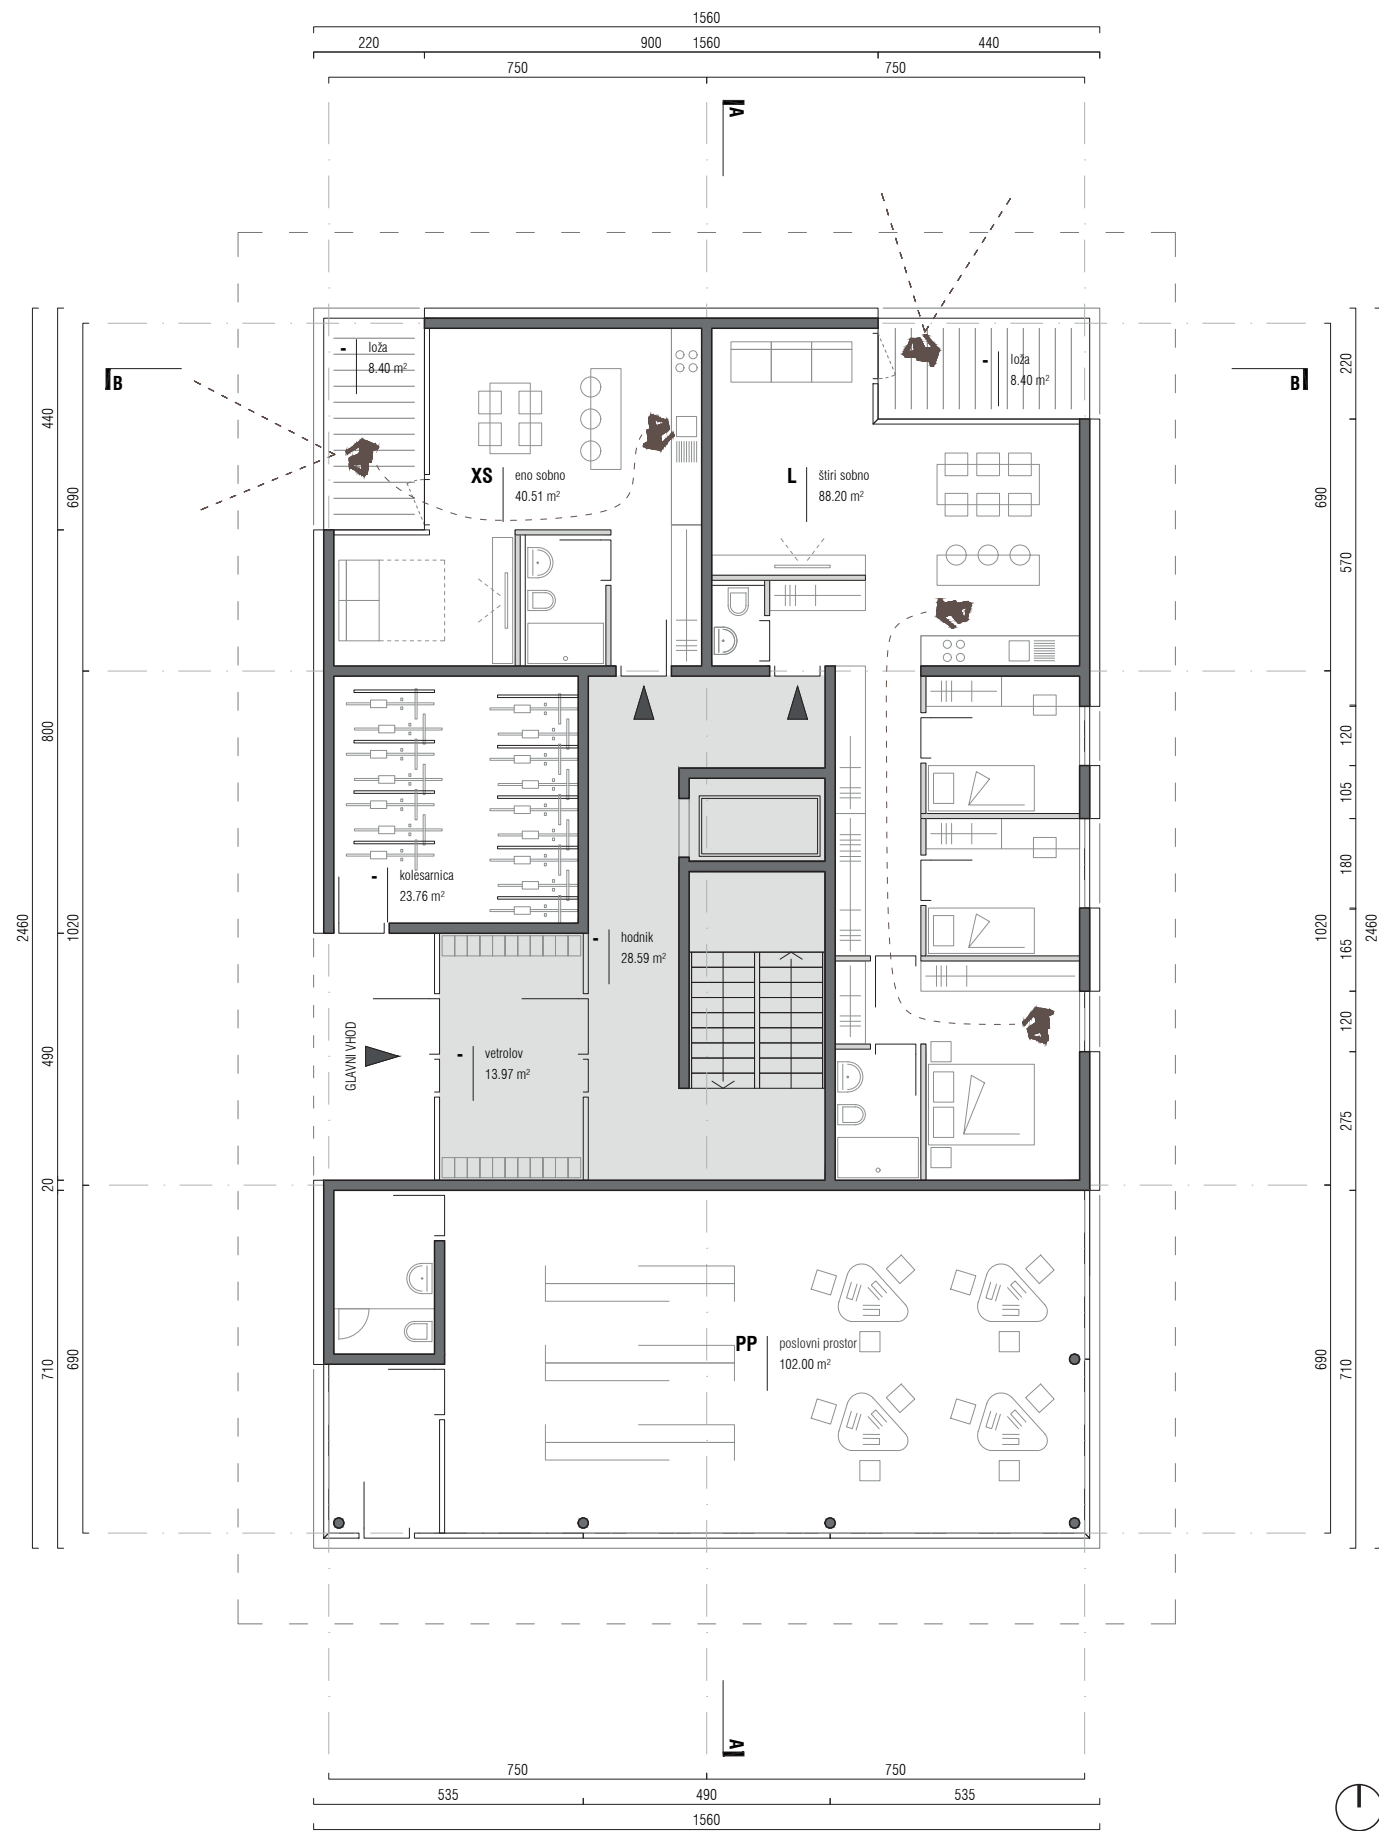 1560
220 900 1560 440
750 750
A
B
B
- loža
8.40 m²
- loža
8.40 m²
XS eno sobno
40.51 m²
L štiri sobno
88.20 m²
- kolesarnica
23.76 m²
- hodnik
28.59 m²
GLAVNI VHOD
- vetrolov
13.97 m²
PP poslovni prostor
102.00 m²
2460
440
800
490
20
710
690
1020
690
690
1020
690
220
570
120
105
180
165
120
275
710
2460
A
750 750
535 490 535
1560